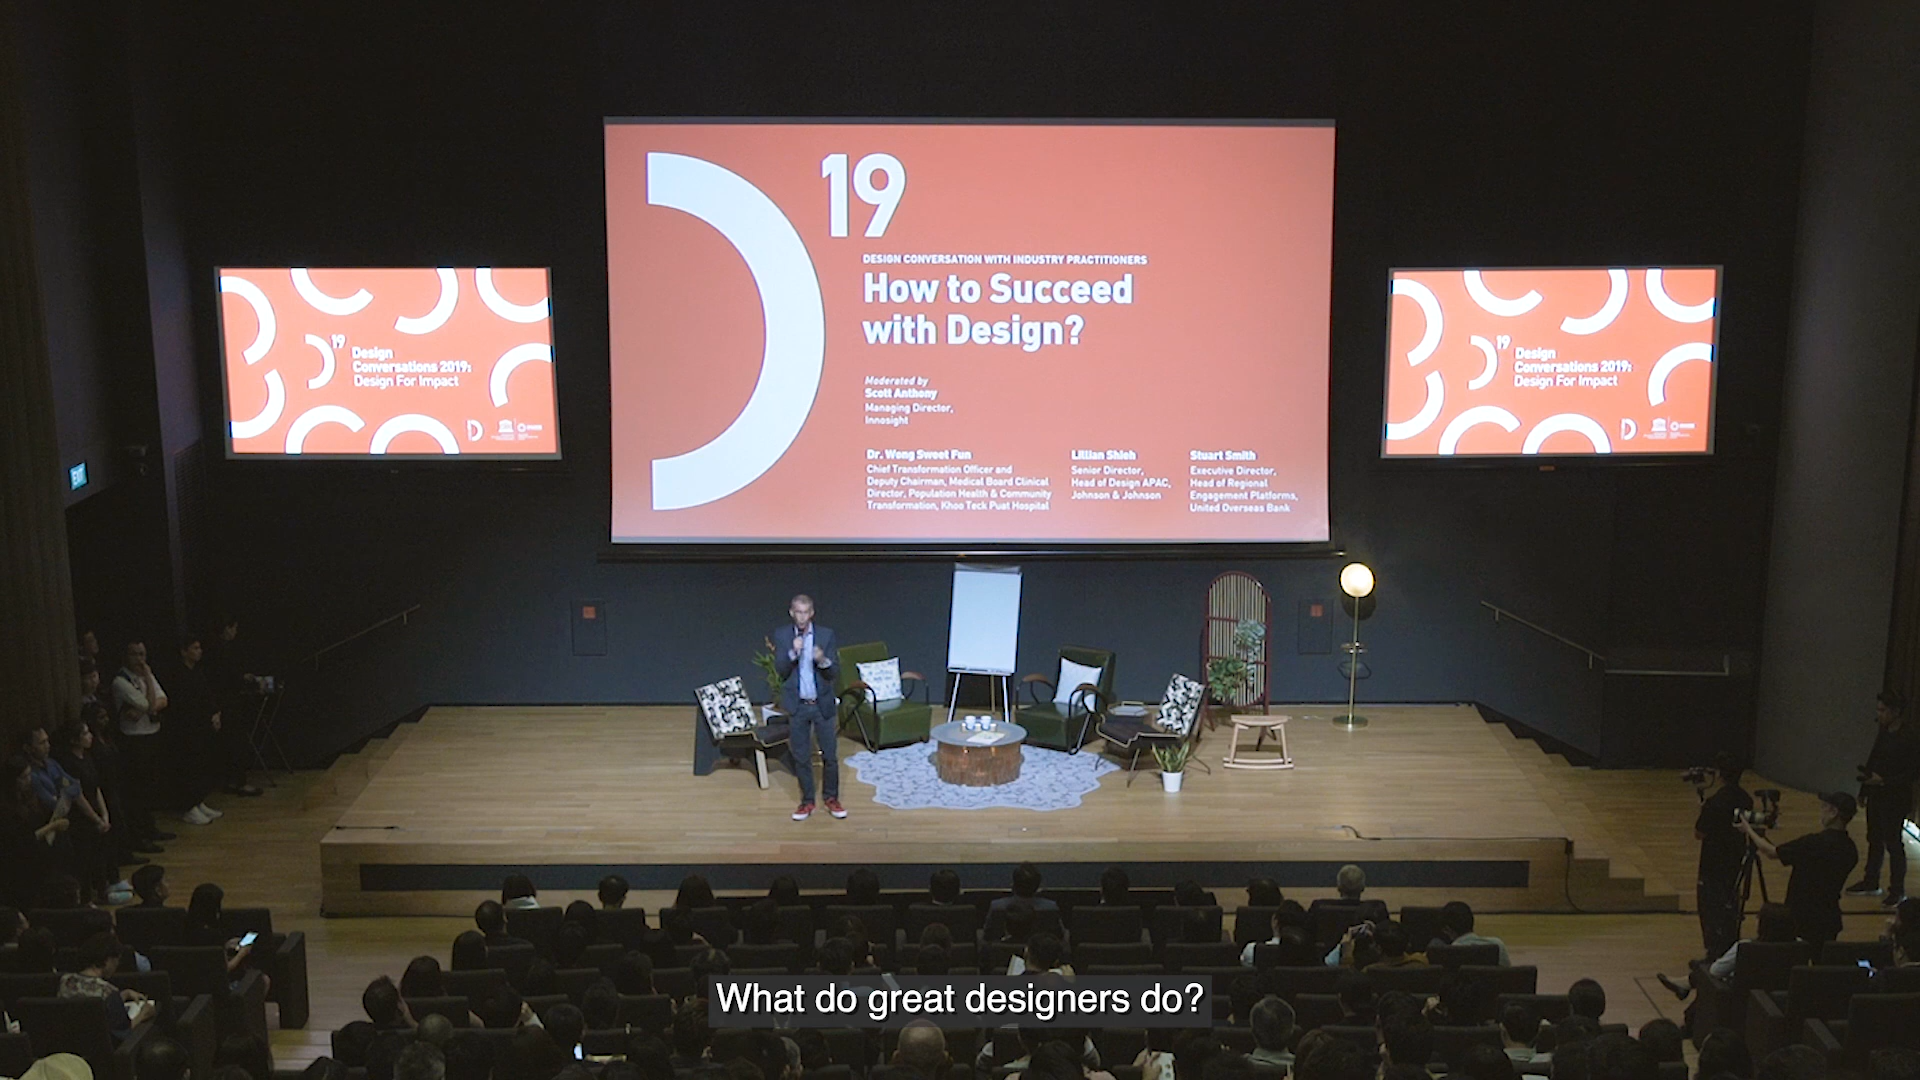 19
DESIGN CONVERSATION WITH INDUSTRY PRACTITIONERS
How to Succeed
with Design?
Moderated by
Scott Anthony
Managing Director,
Innosight
Dr. Wong Sweet Fun
Chief Transformation Officer and
Deputy Chairman, Medical Board Clinical
Director, Population Health & Community
Transformation, Khoo Teck Puat Hospital
Lillian Shieh
Senior Director,
Head of Design APAC,
Johnson & Johnson
Stuart Smith
Executive Director,
Head of Regional
Engagement Platforms,
United Overseas Bank
19
Design
Conversations 2019:
Design For Impact
19
Design
Conversations 2019:
Design For Impact
EXIT
What do great designers do?